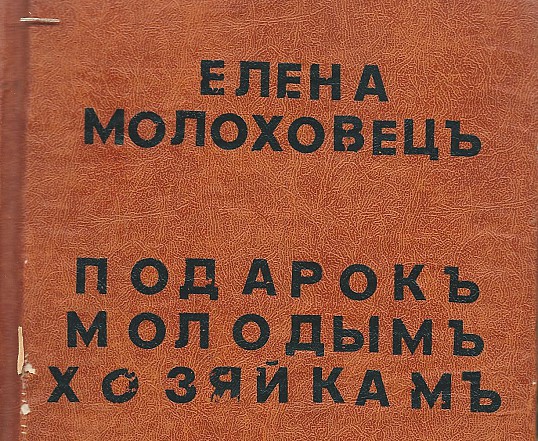 ЕЛЕНА
МОЛОХОВЕЦЪ
ПОДАРОКЪ
МОЛОДЫМЪ
ХОЗЯЙКАМЪ